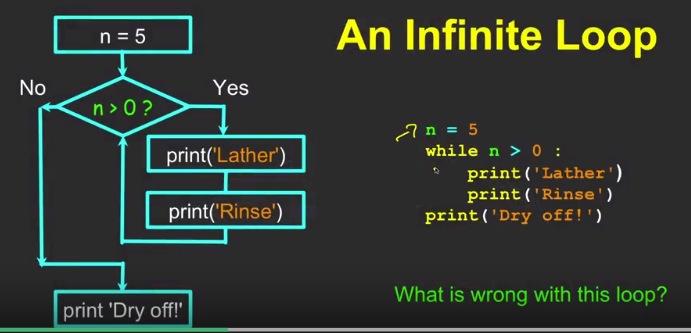 An Infinite Loop
n = 5
No
Yes
n > 0 ?
print('Lather')
print('Rinse')
print 'Dry off!'
n = 5
while n > 0 :
    print('Lather')
    print('Rinse')
print('Dry off!')
What is wrong with this loop?